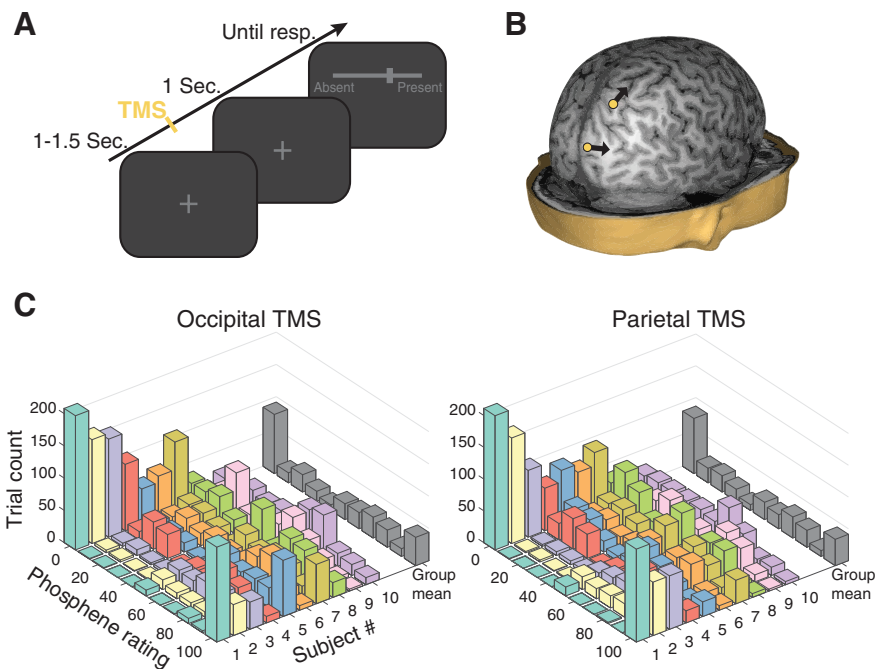 A
Until resp.
1 Sec.
TMS
1-1.5 Sec.
Absent
Present
B
C
Occipital TMS
Trial count
200
150
100
50
0
0
20
40
60
80
100
Phosphene rating
1
2
3
4
5
6
7
8
9
10
Group
mean
Subject #
Parietal TMS
200
150
100
50
0
0
20
40
60
80
100
1
2
3
4
5
6
7
8
9
10
Group
mean